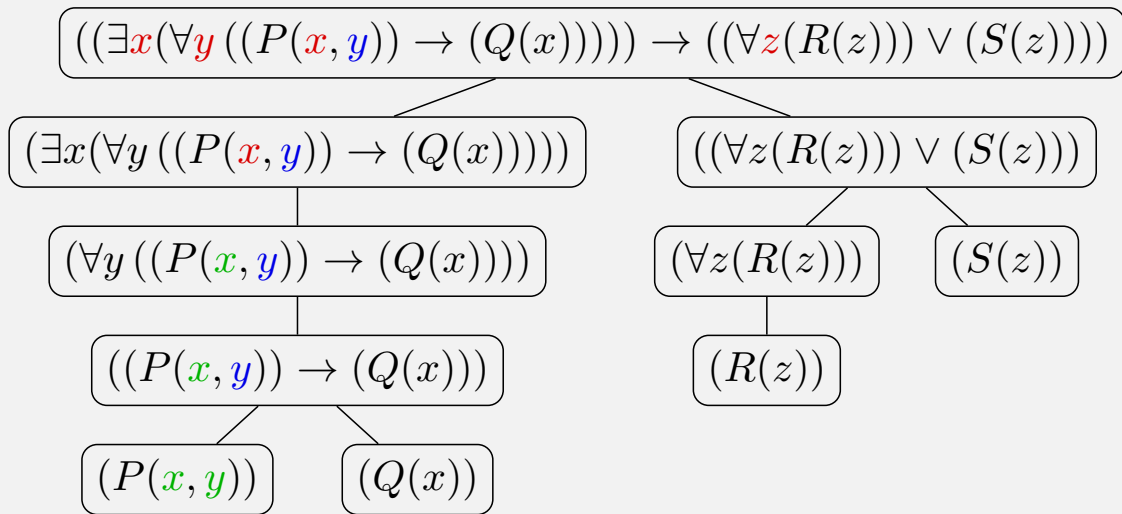 ((∃x(∀y ((P(x, y)) → (Q(x))))) → ((∀z(R(z))) ∨ (S(z))))
(∃x(∀y ((P(x, y)) → (Q(x)))))
((∀z(R(z))) ∨ (S(z)))
(∀y ((P(x, y)) → (Q(x))))
(∀z(R(z)))
(S(z))
((P(x, y)) → (Q(x)))
(R(z))
(P(x, y))
(Q(x))